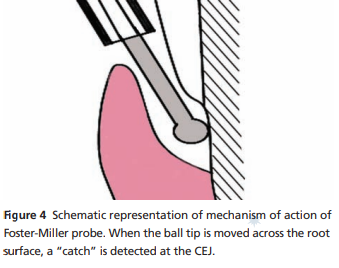 Figure 4 Schematic representation of mechanism of action of
Foster-Miller probe. When the ball tip is moved across the root
surface, a “catch” is detected at the CEJ.